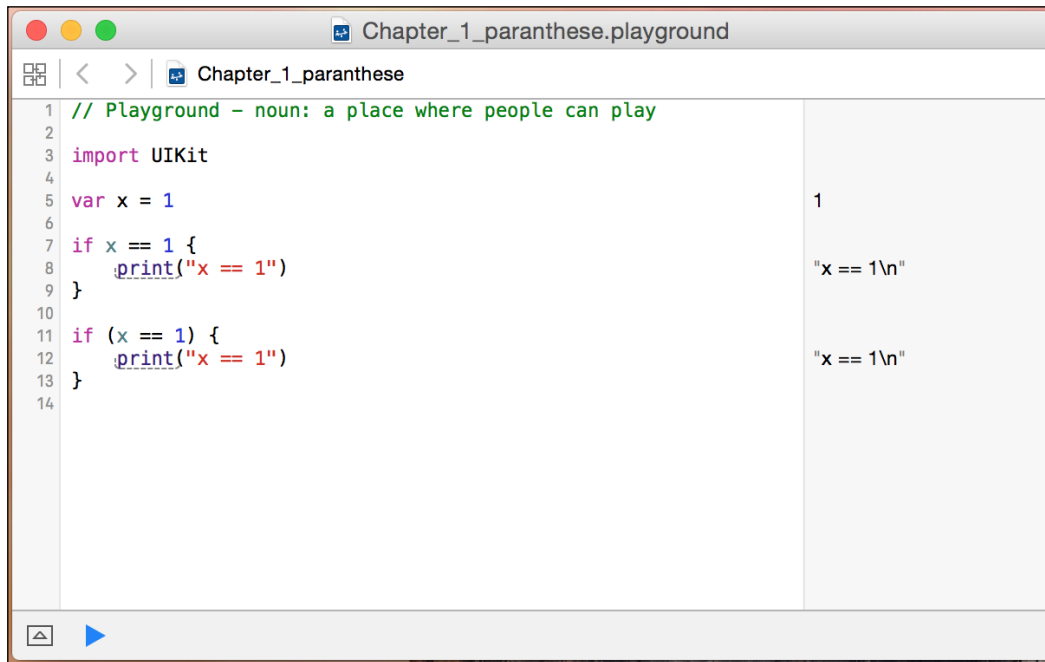 Chapter_1_paranthese.playground
Chapter_1_paranthese
1 // Playground – noun: a place where people can play
2
3 import UIKit
4
5 var x = 1 1
6
7 if x == 1 {
8 print("x == 1") "x == 1\n"
9 }
10
11 if (x == 1) {
12 print("x == 1") "x == 1\n"
13 }
14